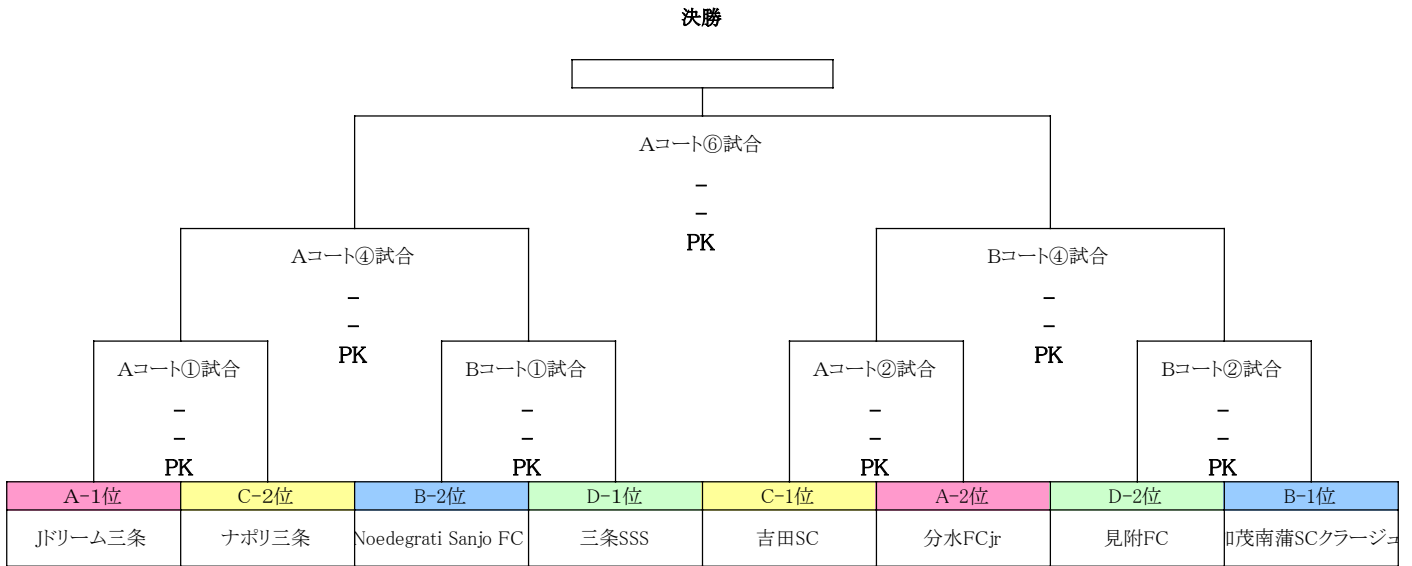 決勝
Aコート⑥試合
-
-
PK
Aコート④試合
-
-
PK
Bコート④試合
-
-
PK
Aコート①試合
-
-
PK
Bコート①試合
-
-
PK
Aコート②試合
-
-
PK
Bコート②試合
-
-
PK
A-1位 C-2位 B-2位 D-1位 C-1位 A-2位 D-2位 B-1位
Jドリーム三条 ナポリ三条 Noedegrati Sanjo FC 三条SSS 吉田SC 分水FCjr 見附FC 茂南蒲SCクラージュ